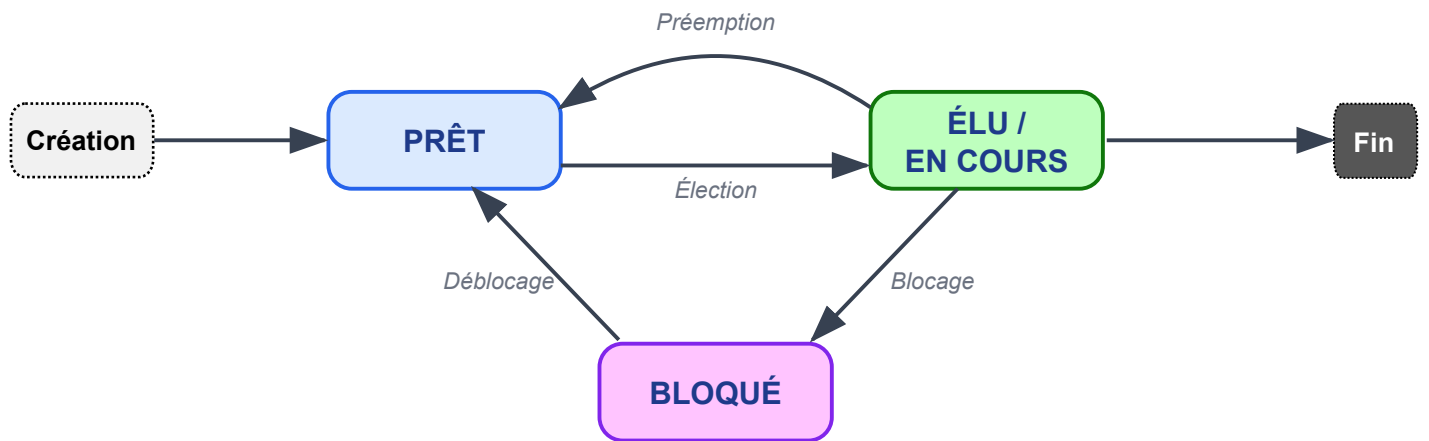 Préemption
Création
PRÊT
ÉLU /
EN COURS
Fin
Élection
Déblocage
Blocage
BLOQUÉ